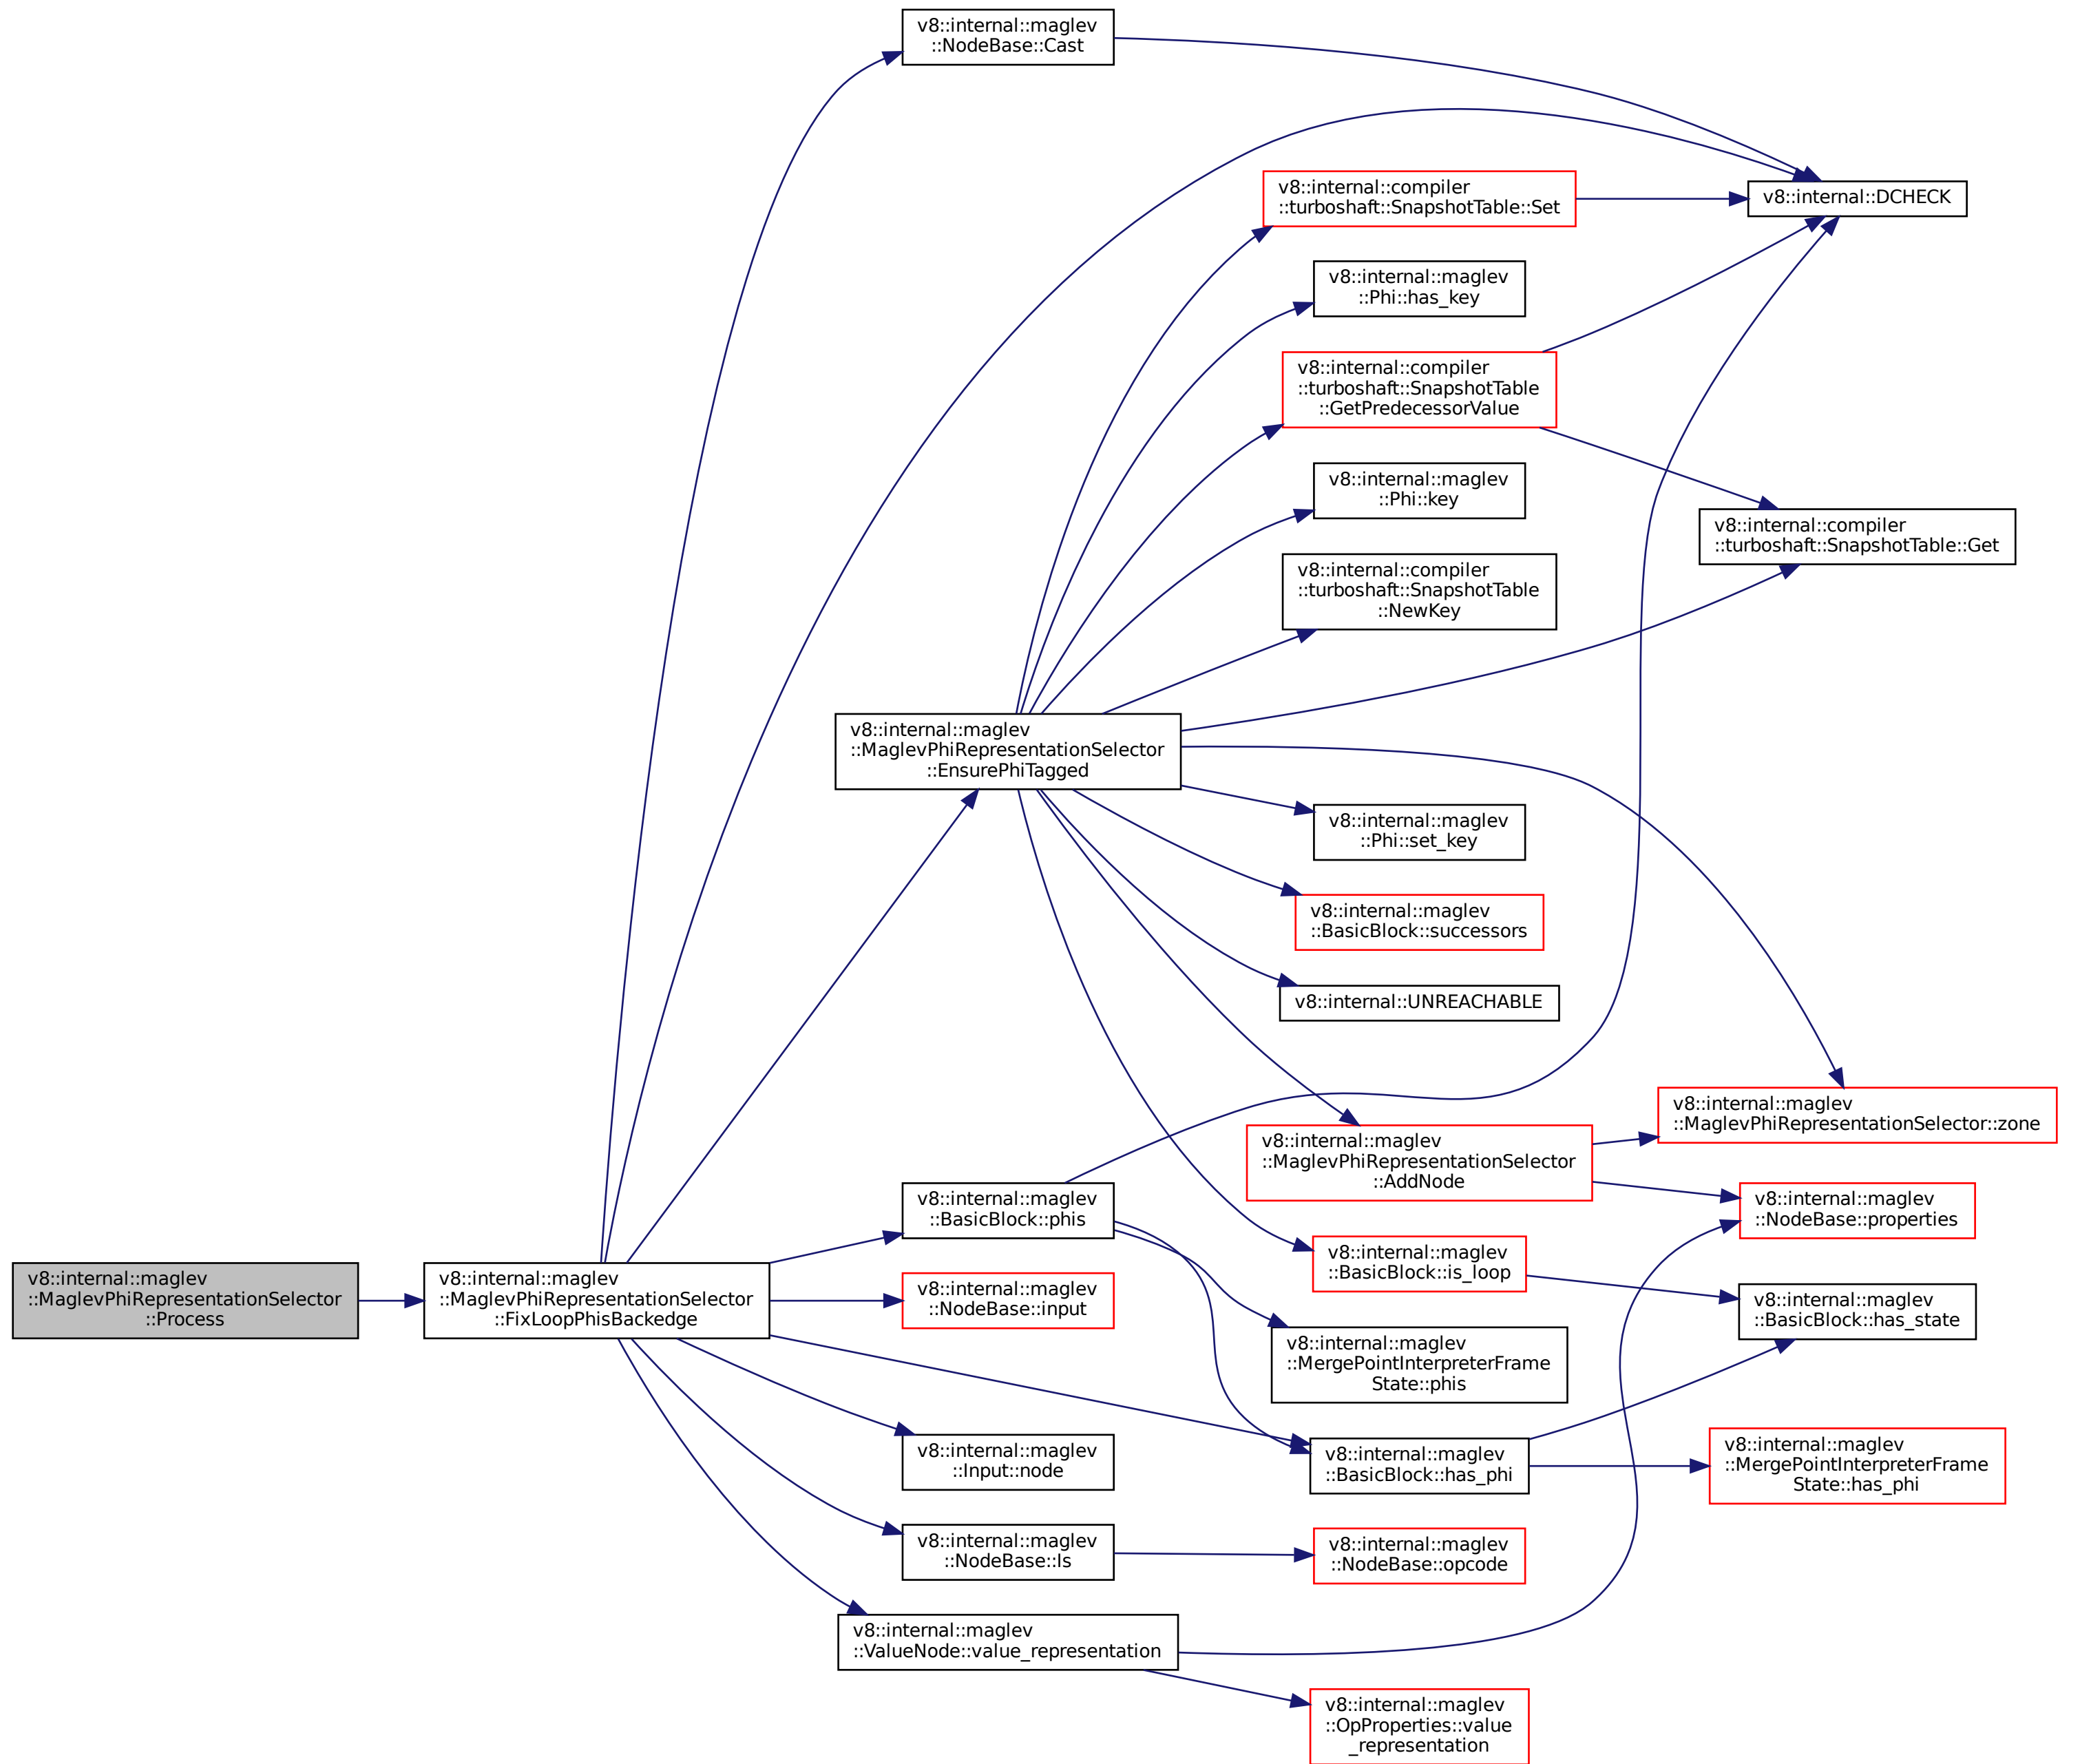 v8::internal::maglev
::NodeBase::Cast
v8::internal::compiler
::turboshaft::SnapshotTable::Set
v8::internal::DCHECK
v8::internal::maglev
::Phi::has_key
v8::internal::compiler
::turboshaft::SnapshotTable
::GetPredecessorValue
v8::internal::maglev
::Phi::key
v8::internal::compiler
::turboshaft::SnapshotTable::Get
v8::internal::compiler
::turboshaft::SnapshotTable
::NewKey
v8::internal::maglev
::MaglevPhiRepresentationSelector
::EnsurePhiTagged
v8::internal::maglev
::Phi::set_key
v8::internal::maglev
::BasicBlock::successors
v8::internal::UNREACHABLE
v8::internal::maglev
::MaglevPhiRepresentationSelector::zone
v8::internal::maglev
::MaglevPhiRepresentationSelector
::AddNode
v8::internal::maglev
::BasicBlock::phis
v8::internal::maglev
::NodeBase::properties
v8::internal::maglev
::BasicBlock::is_loop
v8::internal::maglev
::MaglevPhiRepresentationSelector
::Process
v8::internal::maglev
::MaglevPhiRepresentationSelector
::FixLoopPhisBackedge
v8::internal::maglev
::NodeBase::input
v8::internal::maglev
::BasicBlock::has_state
v8::internal::maglev
::MergePointInterpreterFrame
State::phis
v8::internal::maglev
::Input::node
v8::internal::maglev
::BasicBlock::has_phi
v8::internal::maglev
::MergePointInterpreterFrame
State::has_phi
v8::internal::maglev
::NodeBase::Is
v8::internal::maglev
::NodeBase::opcode
v8::internal::maglev
::ValueNode::value_representation
v8::internal::maglev
::OpProperties::value
_representation